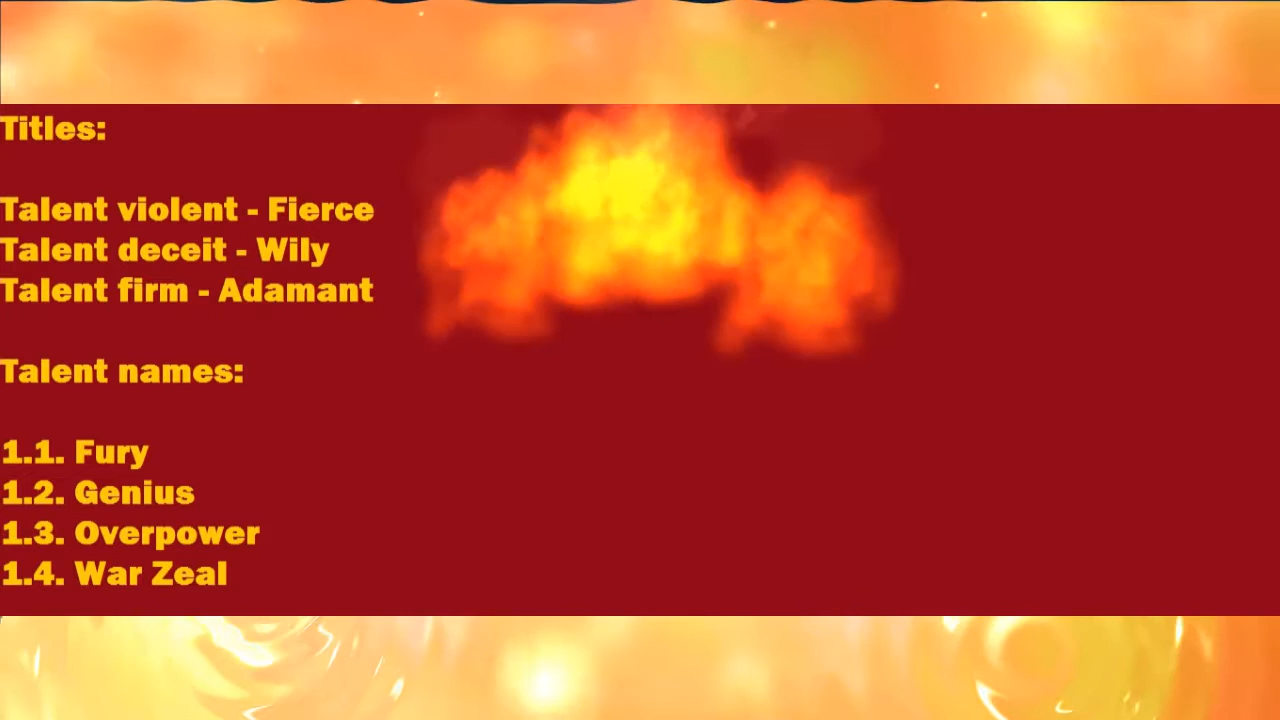 Titles:
Talent violent - Fierce
Talent deceit - Wily
Talent firm - Adamant
Talent names:
1.1. Fury
1.2. Genius
1.3. Overpower
1.4. War Zeal